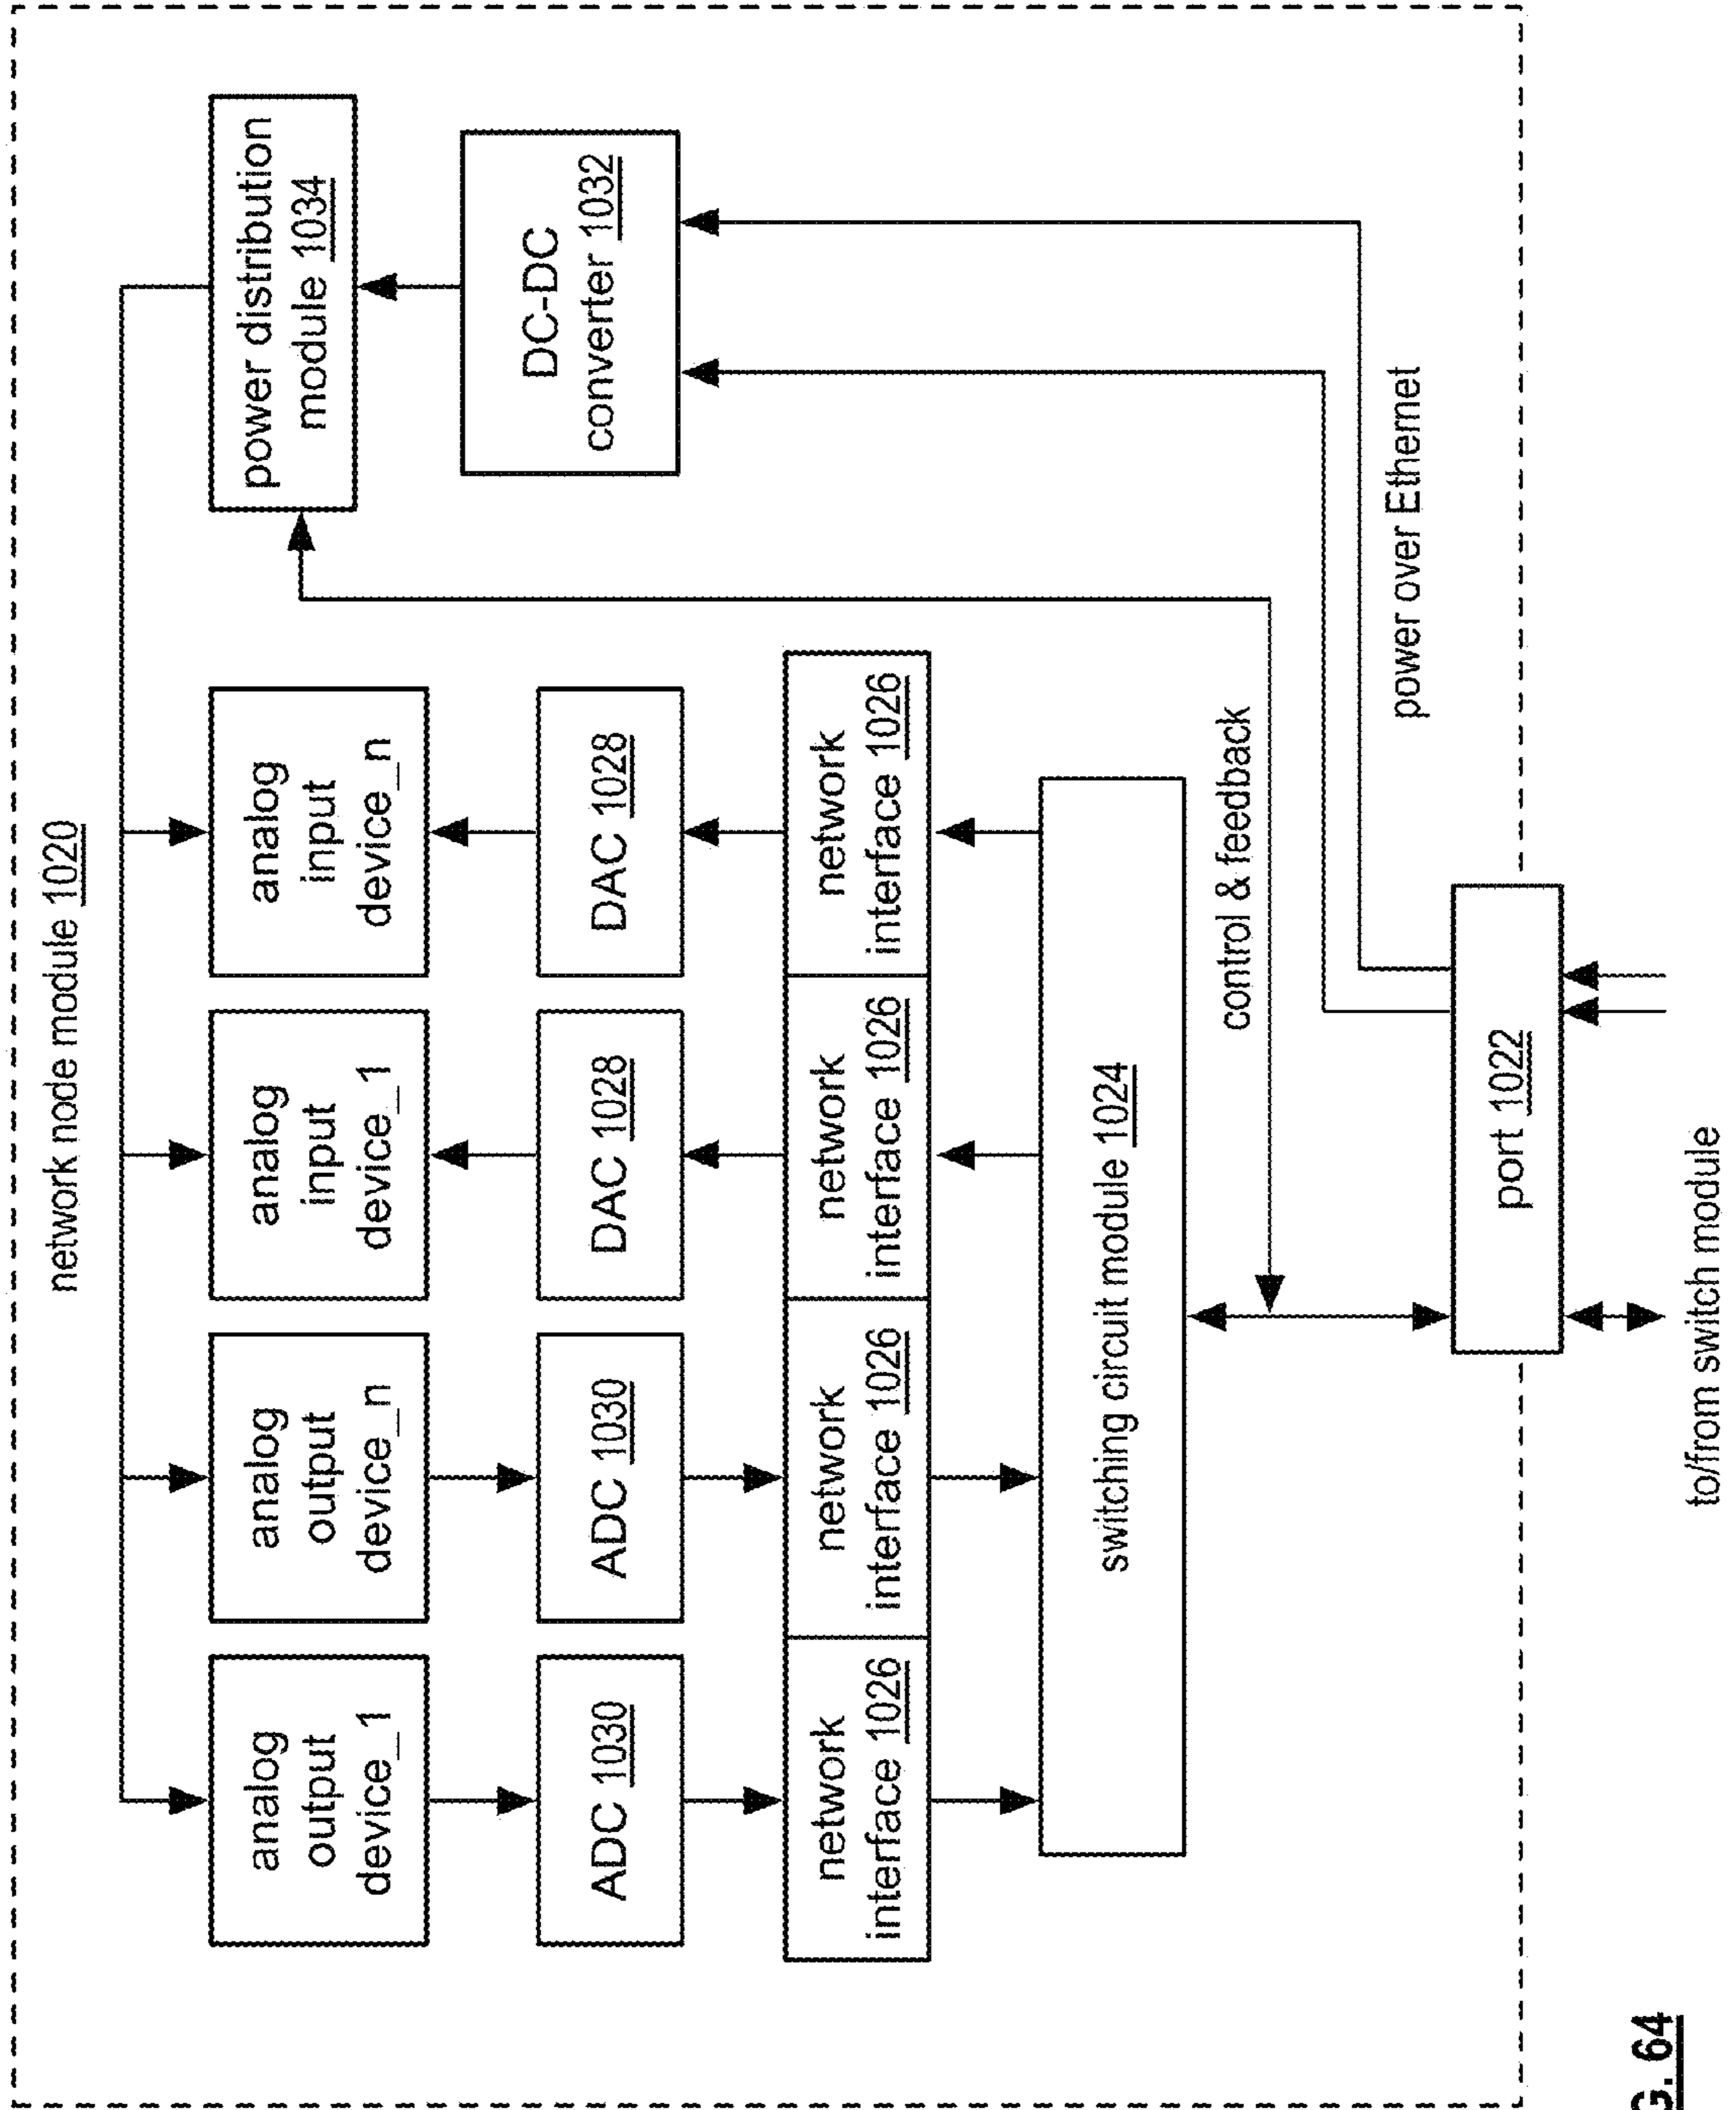 network node module 1020
analog
output
device_1
analog
output
device_n
analog
input
device_1
analog
input
device_n
power distribution
module 1034
ADC 1030
ADC 1030
DAC 1028
DAC 1028
DC-DC
converter 1032
network
interface 1026
network
interface 1026
network
interface 1026
network
interface 1026
switching circuit module 1024
control & feedback
power over Ethernet
port 1022
to/from switch module
G. 64